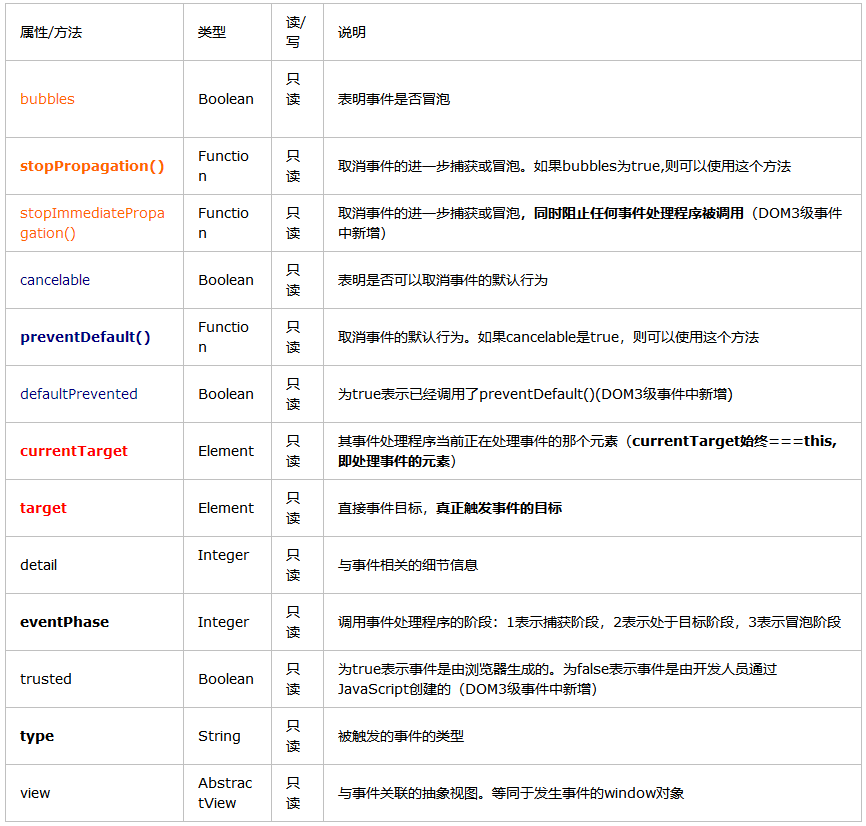 属性/方法 类型 读/写 说明
bubbles Boolean 只读 表明事件是否冒泡
stopPropagation() Function 只读 取消事件的进一步捕获或冒泡。如果bubbles为true,则可以使用这个方法
stopImmediatePropagation() Function 只读 取消事件的进一步捕获或冒泡，同时阻止任何事件处理程序被调用（DOM3级事件中新增）
cancelable Boolean 只读 表明是否可以取消事件的默认行为
preventDefault() Function 只读 取消事件的默认行为。如果cancelable是true，则可以使用这个方法
defaultPrevented Boolean 只读 为true表示已经调用了preventDefault()(DOM3级事件中新增)
currentTarget Element 只读 其事件处理程序当前正在处理事件的那个元素（currentTarget始终===this,即处理事件的元素）
target Element 只读 直接事件目标，真正触发事件的目标
detail Integer 只读 与事件相关的细节信息
eventPhase Integer 只读 调用事件处理程序的阶段：1表示捕获阶段，2表示处于目标阶段，3表示冒泡阶段
trusted Boolean 只读 为true表示事件是由浏览器生成的。为false表示事件是由开发人员通过JavaScript创建的（DOM3级事件中新增）
type String 只读 被触发的事件的类型
view AbstractView 只读 与事件关联的抽象视图。等同于发生事件的window对象